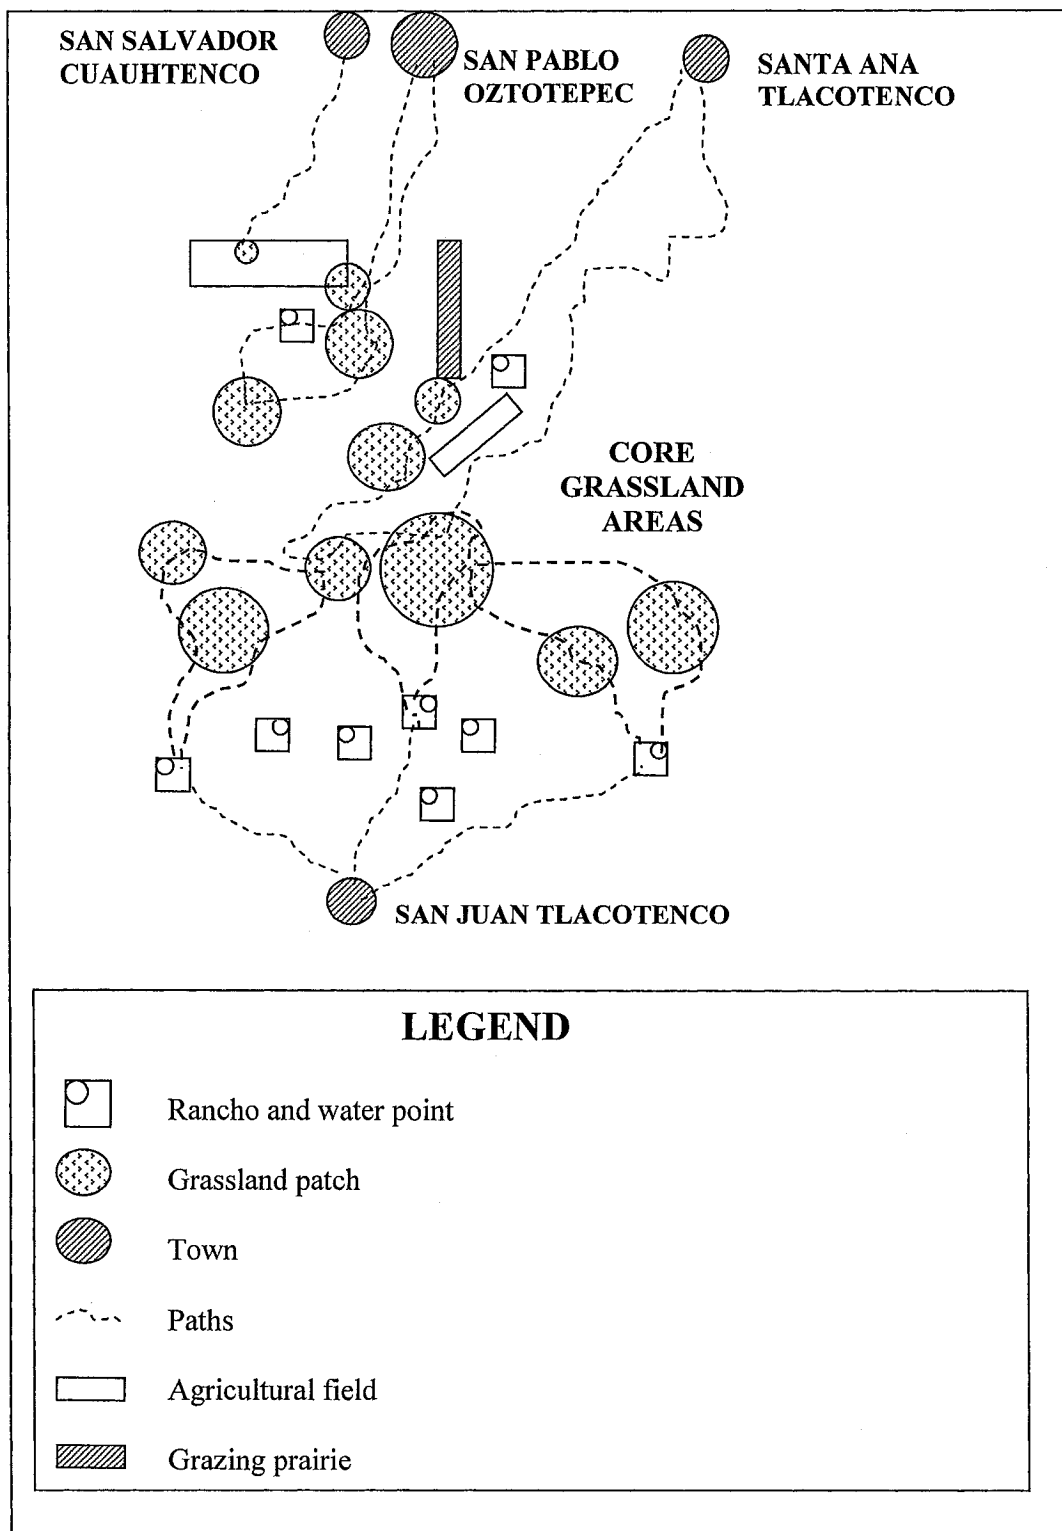 SAN SALVADOR
CUAUHTENCO
SAN PABLO
OZTOTEPEC
SANTA ANA
TLACOTENCO
CORE
GRASSLAND
AREAS
SAN JUAN TLACOTENCO
LEGEND
Rancho and water point
Grassland patch
Town
Paths
Agricultural field
Grazing prairie